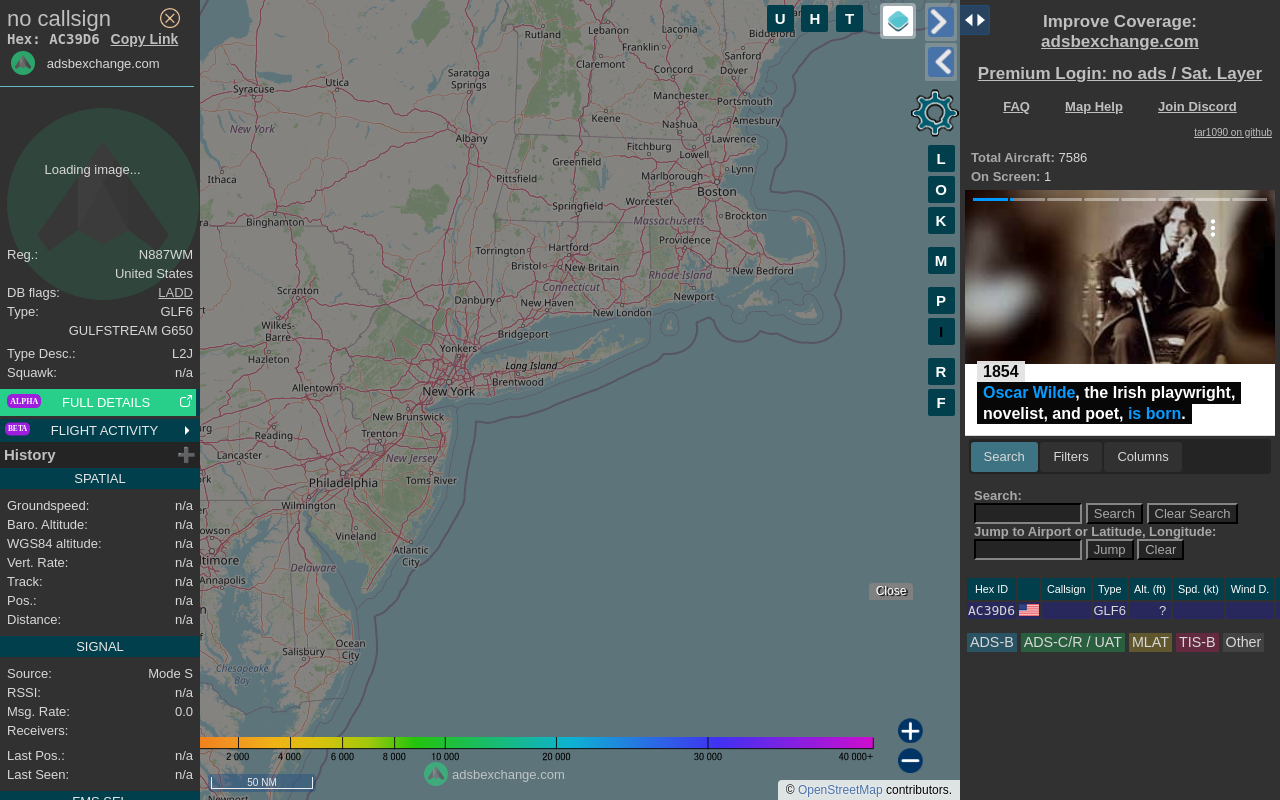 no callsign
Hex: AC39D6 Copy Link
adsbexchange.com
Loading image...
Reg.: N887WM
United States
DB flags: LADD
Type: GLF6
GULFSTREAM G650
Type Desc.: L2J
Squawk: n/a
ALPHA FULL DETAILS
BETA FLIGHT ACTIVITY
History
SPATIAL
Groundspeed: n/a
Baro. Altitude: n/a
WGS84 altitude: n/a
Vert. Rate: n/a
Track: n/a
Pos.: n/a
Distance: n/a
SIGNAL
Source: Mode S
RSSI: n/a
Msg. Rate: 0.0
Receivers:
Last Pos.: n/a
Last Seen: n/a
U H T
L
O
K
M
P
I
R
F
Rutland
Lebanon
Laconia
Biddeford
Franklin
Sanford
Claremont
Concord
Dover
Saratoga
Springs
Utica
Syracuse
Manchester
Portsmouth
Keene
Amesbury
Nashua
New York
Albany
Lawrence
Fitchburg
Greenfield
Lowell
Lynn
Ithaca
Pittsfield
Marlborough
Boston
Worcester
Springfield
Brockton
Binghamton
Massachusetts
Torrington
Hartford
Providence
Bristol
New Britain
New Bedford
Rhode Island
Connecticut
Scranton
Danbury
New Haven
Newport
New London
Wilkes-
Barre
Bridgeport
Yonkers
Hazleton
Long Island
Brentwood
Allentown
New York
New Brunswick
Reading
Trenton
Lancaster
New Jersey
Toms River
Philadelphia
Wilmington
Vineland
Atlantic
City
Delaware
Annapolis
Ocean
City
Salisbury
Chesapeake
Bay
Close
2 000 4 000 6 000 8 000 10 000 20 000 30 000 40 000+
adsbexchange.com
50 NM
© OpenStreetMap contributors.
Improve Coverage:
adsbexchange.com
Premium Login: no ads / Sat. Layer
FAQ Map Help Join Discord
tar1090 on github
Total Aircraft: 7586
On Screen: 1
1854
Oscar Wilde, the Irish playwright,
novelist, and poet, is born.
Search Filters Columns
Search:
Search Clear Search
Jump to Airport or Latitude, Longitude:
Jump Clear
Hex ID Callsign Type Alt. (ft) Spd. (kt) Wind D.
AC39D6 GLF6 ?
ADS-B ADS-C/R / UAT MLAT TIS-B Other